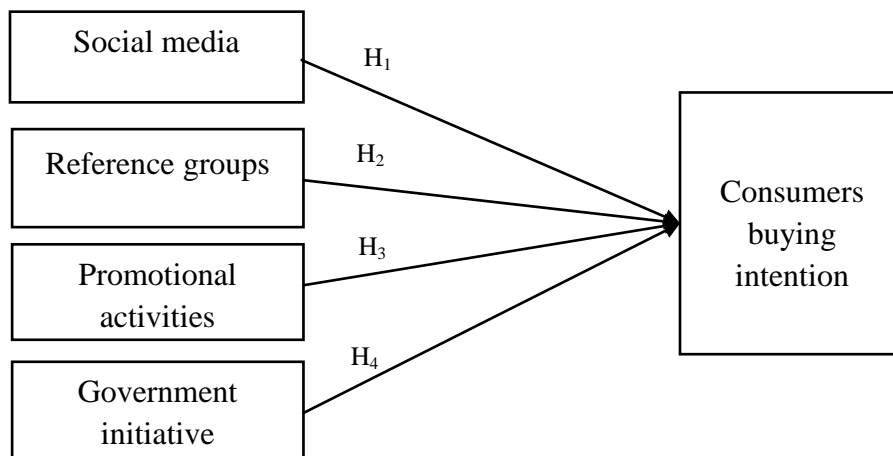 Social media
H₁
Reference groups
H₂
Promotional
activities
H₃
Government
initiative
H₄
Consumers
buying
intention